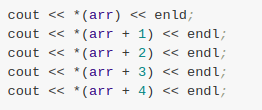 cout << *(arr) << enld;
cout << *(arr + 1) << endl;
cout << *(arr + 2) << endl;
cout << *(arr + 3) << endl;
cout << *(arr + 4) << endl;